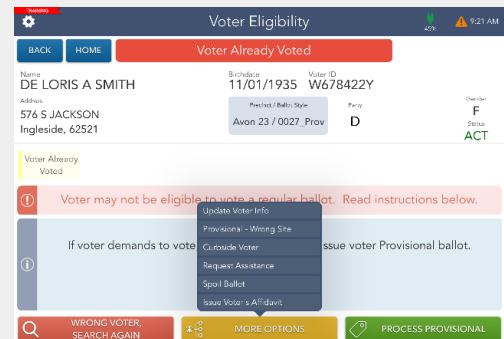 TRAINING
Voter Eligibility
45%
9:21 AM
BACK
HOME
Voter Already Voted
Name
DE LORIS A SMITH
Birthdate
11/01/1935
Voter ID
W678422Y
Address
576 S JACKSON
Ingleside, 62521
Precinct / Ballot Style
Avon 23 / 0027_Prov
Party
D
Gender
F
Status
ACT
Voter Already
Voted
Voter may not be eligible to vote a regular ballot. Read instructions below.
If voter demands to vote
ssue voter Provisional ballot.
Update Voter Info
Provisional - Wrong Site
Curbside Voter
Request Assistance
Spoil Ballot
Issue Voter's Affidavit
WRONG VOTER,
SEARCH AGAIN
MORE OPTIONS
PROCESS PROVISIONAL